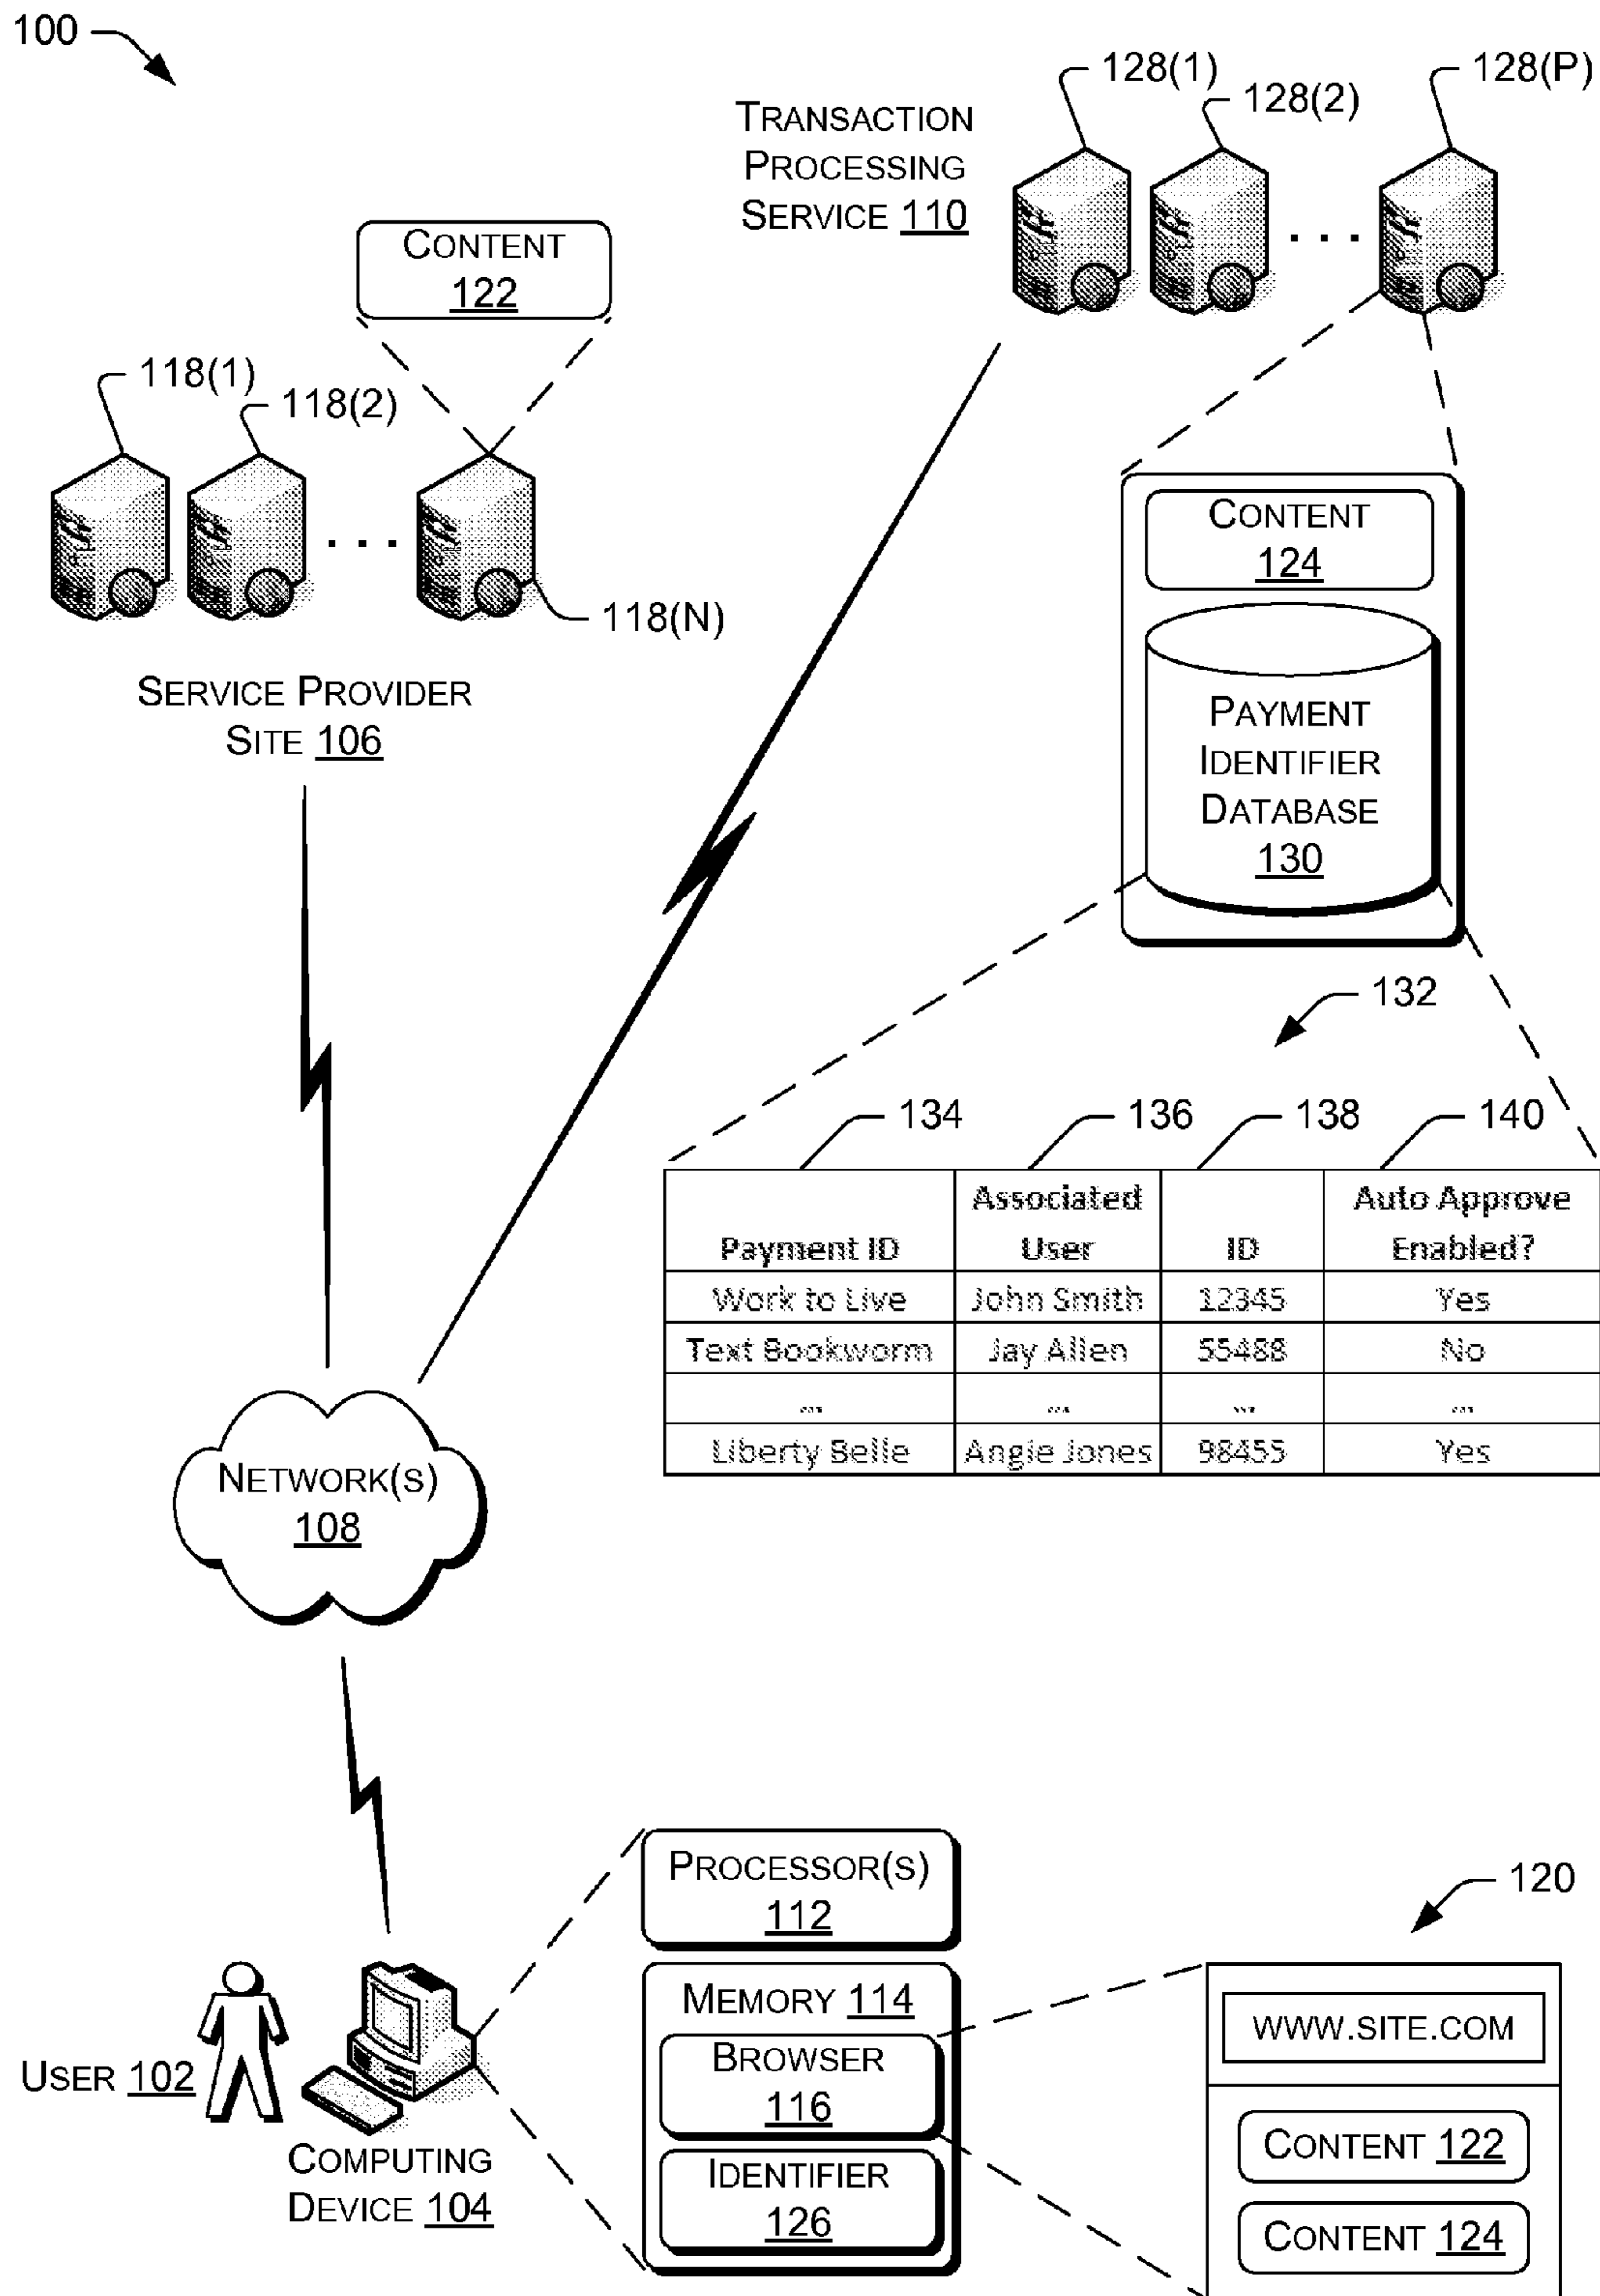 100
128(1)
128(2)
128(P)
TRANSACTION
PROCESSING
SERVICE 110
CONTENT
122
118(1)
118(2)
118(N)
SERVICE PROVIDER
SITE 106
CONTENT
124
PAYMENT
IDENTIFIER
DATABASE
130
132
134 136 138 140
Payment ID Associated User ID Auto Approve Enabled?
Work to Live John Smith 12345 Yes
Text Bookworm Jay Allen 55488 No
... ... ... ...
Liberty Belle Angie Jones 98455 Yes
NETWORK(S)
108
PROCESSOR(S)
112
120
MEMORY 114
WWW.SITE.COM
BROWSER
116
USER 102
CONTENT 122
COMPUTING
DEVICE 104
IDENTIFIER
126
CONTENT 124